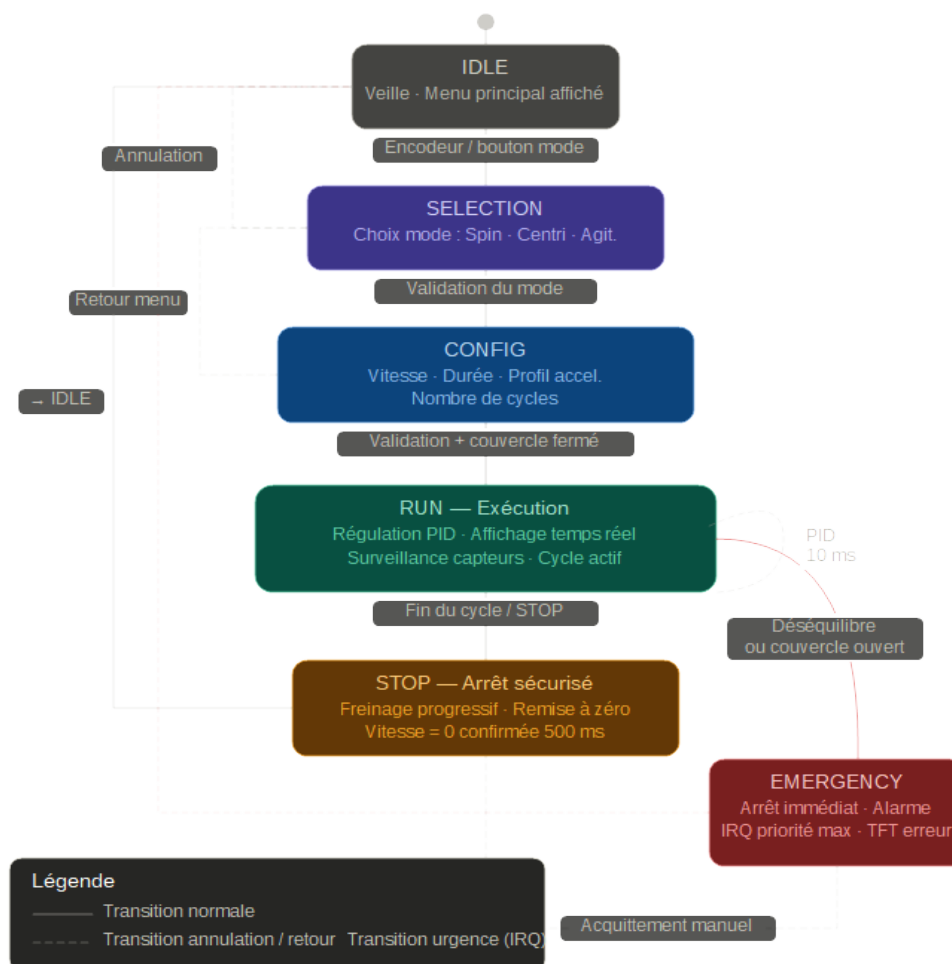 IDLE
Veille · Menu principal affiché
Encodeur / bouton mode
Annulation
SELECTION
Choix mode : Spin · Centri · Agit.
Validation du mode
Retour menu
CONFIG
Vitesse · Durée · Profil accel.
Nombre de cycles
→ IDLE
Validation + couvercle fermé
RUN — Exécution
Régulation PID · Affichage temps réel
Surveillance capteurs · Cycle actif
PID
10 ms
Fin du cycle / STOP
Déséquilibre
ou couvercle ouvert
STOP — Arrêt sécurisé
Freinage progressif · Remise à zéro
Vitesse = 0 confirmée 500 ms
EMERGENCY
Arrêt immédiat · Alarme
IRQ priorité max · TFT erreur
Légende
Transition normale
Transition annulation / retour Transition urgence (IRQ)
Acquittement manuel